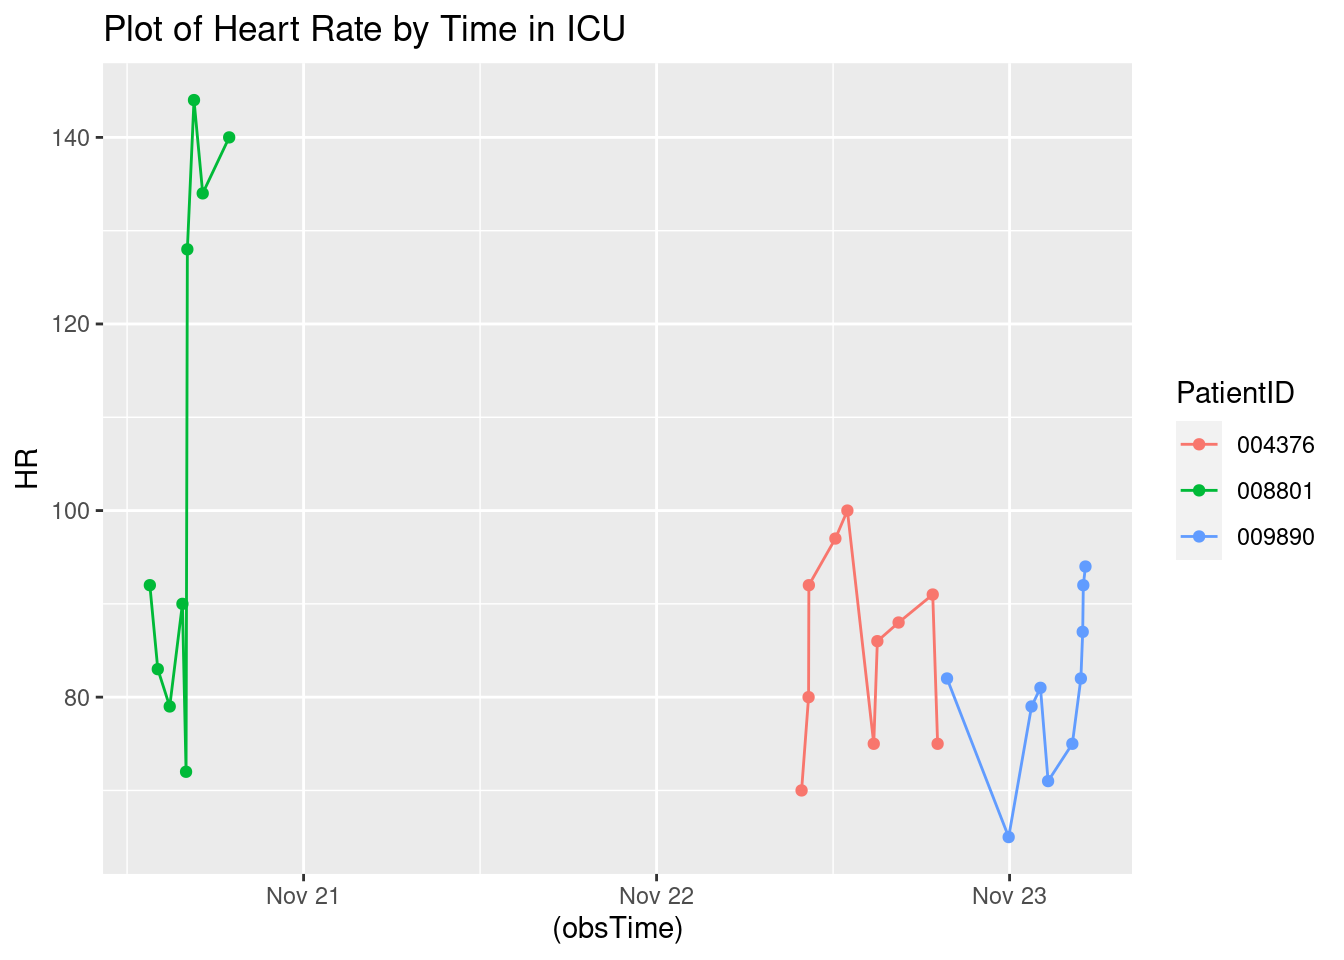 Plot of Heart Rate by Time in ICU
140
120
100
80
HR
Nov 21
Nov 22
Nov 23
(obsTime)
PatientID
004376
008801
009890